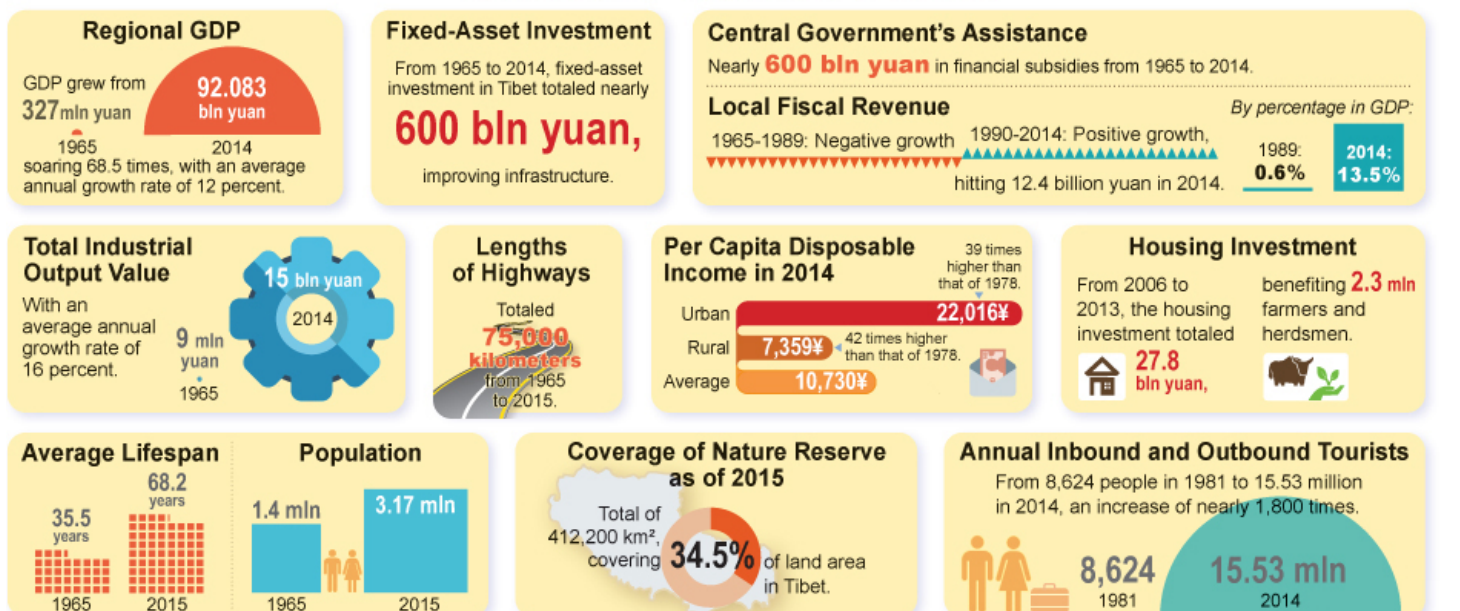 Regional GDP
GDP grew from
327 mln yuan
1965
92.083
bln yuan
2014
soaring 68.5 times, with an average
annual growth rate of 12 percent.
Fixed-Asset Investment
From 1965 to 2014, fixed-asset
investment in Tibet totaled nearly
600 bln yuan,
improving infrastructure.
Central Government's Assistance
Nearly 600 bln yuan in financial subsidies from 1965 to 2014.
Local Fiscal Revenue
1965-1989: Negative growth
1990-2014: Positive growth,
hitting 12.4 billion yuan in 2014.
By percentage in GDP:
1989:
0.6%
2014:
13.5%
Total Industrial
Output Value
With an
average annual
growth rate of
16 percent.
9 mln
yuan
1965
15 bln yuan
2014
Lengths
of Highways
Totaled
75,000
kilometers
from 1965
to 2015.
Per Capita Disposable
Income in 2014
39 times
higher than
that of 1978.
Urban
22,016¥
Rural
7,359¥
42 times higher
than that of 1978.
Average
10,730¥
Housing Investment
From 2006 to
2013, the housing
investment totaled
27.8
bln yuan,
benefiting 2.3 mln
farmers and
herdsmen.
Average Lifespan
35.5
years
1965
68.2
years
2015
Population
1.4 mln
1965
3.17 mln
2015
Coverage of Nature Reserve
as of 2015
Total of
412,200 km²,
covering 34.5% of land area
in Tibet.
Annual Inbound and Outbound Tourists
From 8,624 people in 1981 to 15.53 million
in 2014, an increase of nearly 1,800 times.
8,624
1981
15.53 mln
2014